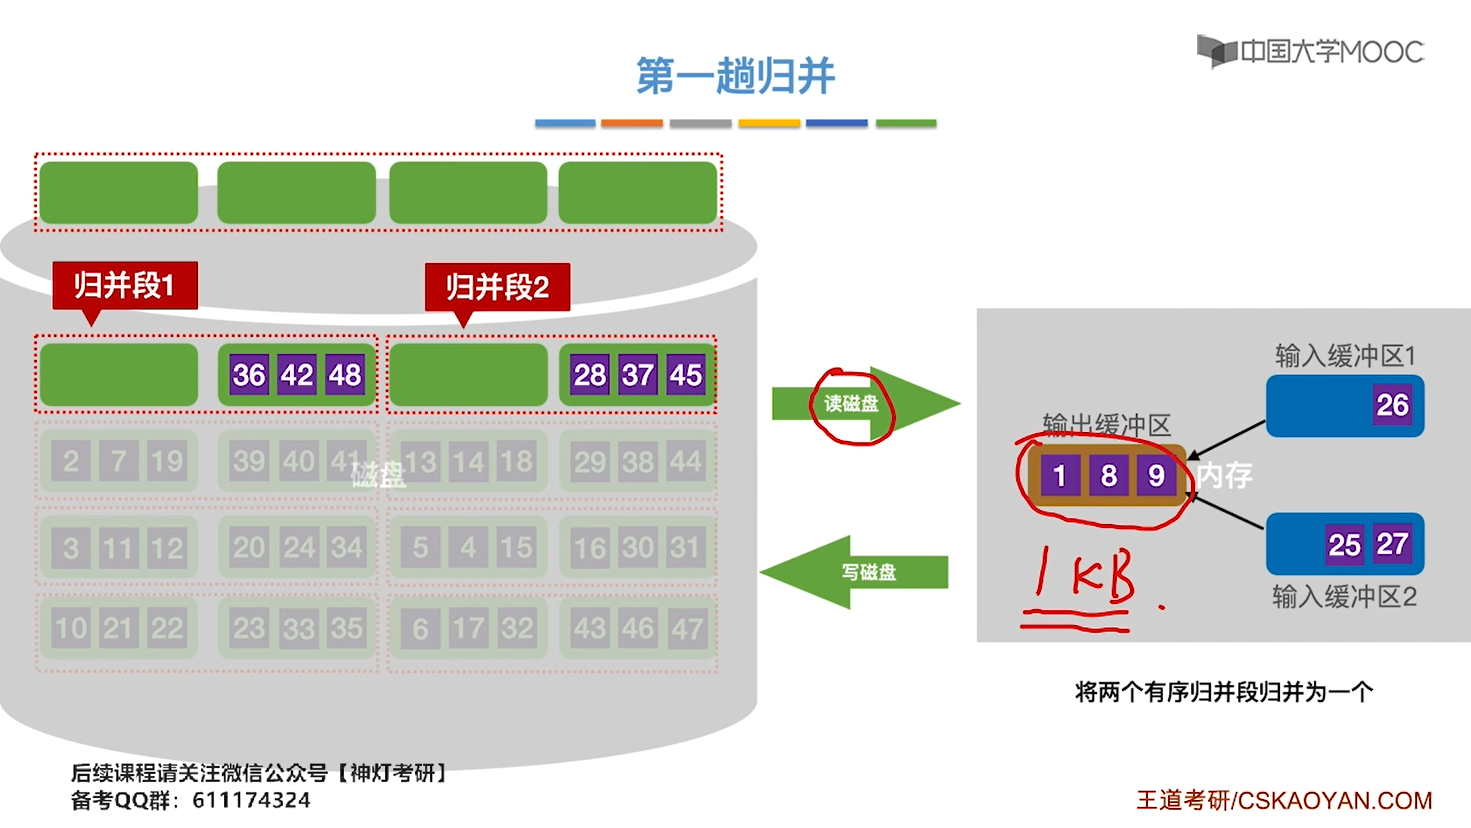 中国大学MOOC
第一趟归并
归并段1
归并段2
36 42 48
28 37 45
2 7 19
39 40 41
13 14 18
29 38 44
磁盘
3 11 12
20 24 34
5 4 15
16 30 31
10 21 22
23 33 35
6 17 32
43 46 47
读磁盘
写磁盘
输入缓冲区1
26
输出缓冲区
1 8 9
内存
25 27
输入缓冲区2
1KB.
将两个有序归并段归并为一个
后续课程请关注微信公众号【神灯考研】
备考QQ群：611174324
王道考研/CSKAOYAN.COM